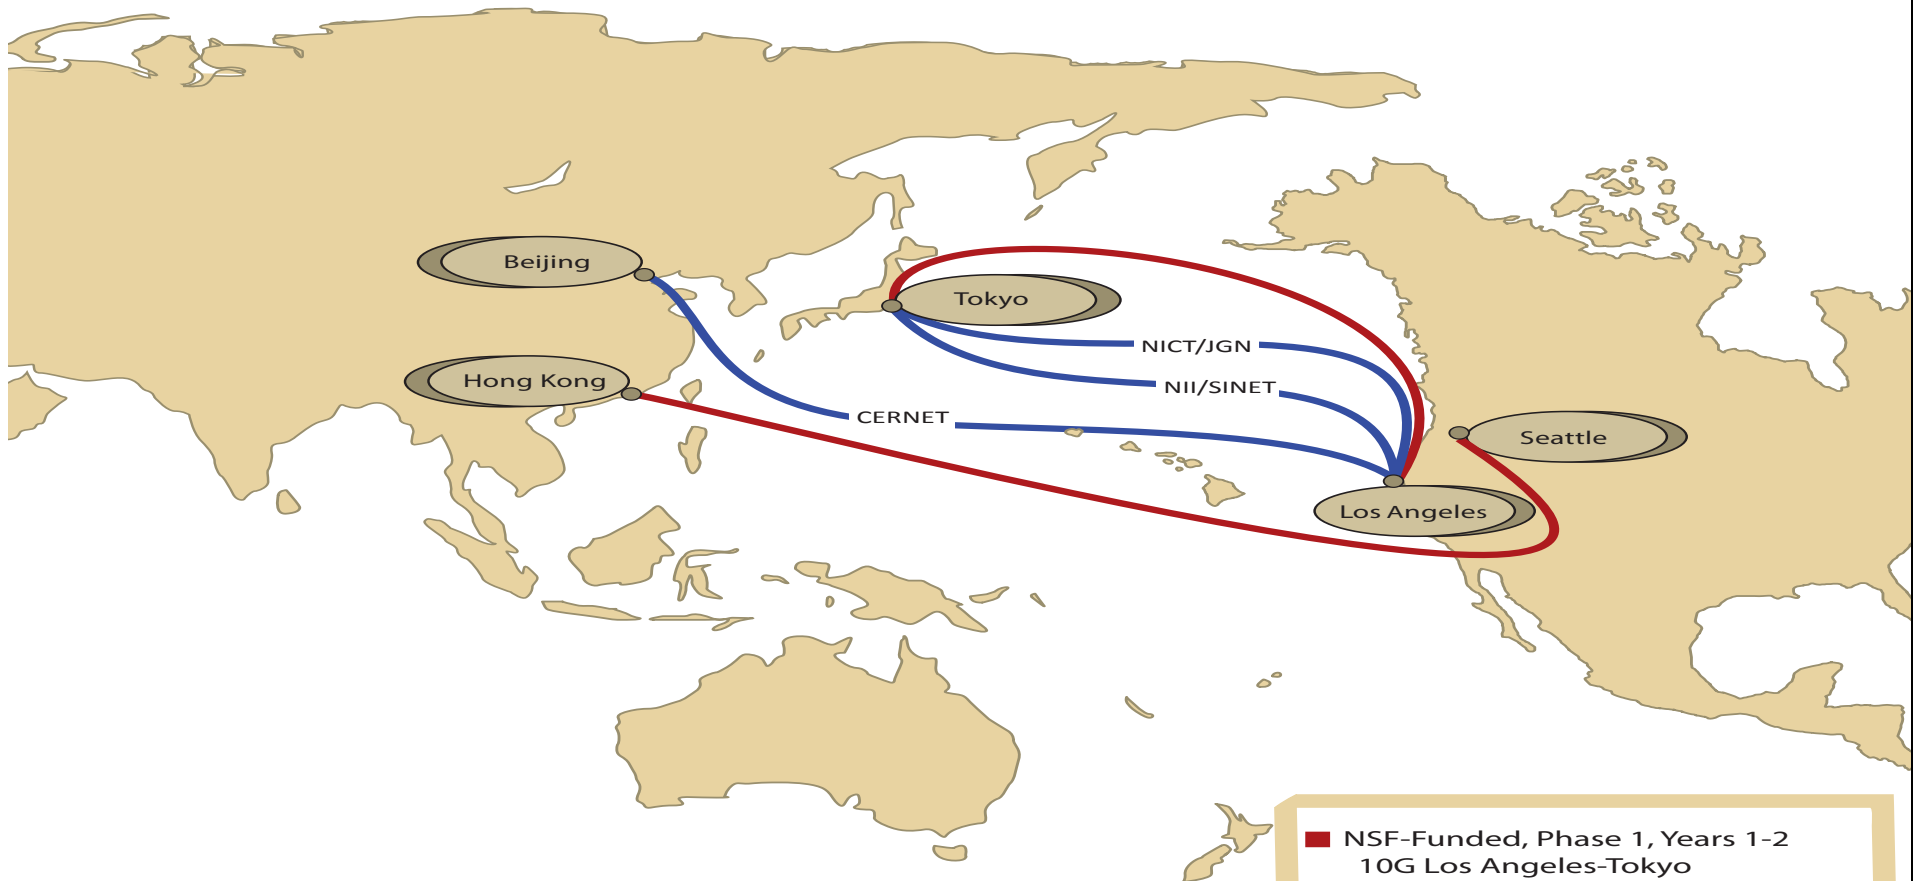 Beijing
Tokyo
NICT/JGN
Hong Kong
NII/SINET
CERNET
Seattle
Los Angeles
NSF-Funded, Phase 1, Years 1-2
10G Los Angeles-Tokyo